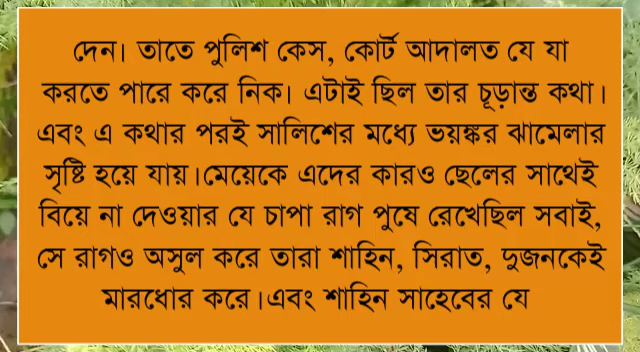 দেন। তাতে পুলিশ কেস, কোর্ট আদালত যে যা
করতে পারে করে নিক। এটাই ছিল তার চূড়ান্ত কথা।
এবং এ কথার পরই সালিশের মধ্যে ভয়ঙ্কর ঝামেলার
সৃষ্টি হয়ে যায়।মেয়েকে এদের কারও ছেলের সাথেই
বিয়ে না দেওয়ার যে চাপা রাগ পুষে রেখেছিল সবাই,
সে রাগও অসুল করে তারা শাহিন, সিরাত, দুজনকেই
মারধোর করে।এবং শাহিন সাহেবের যে